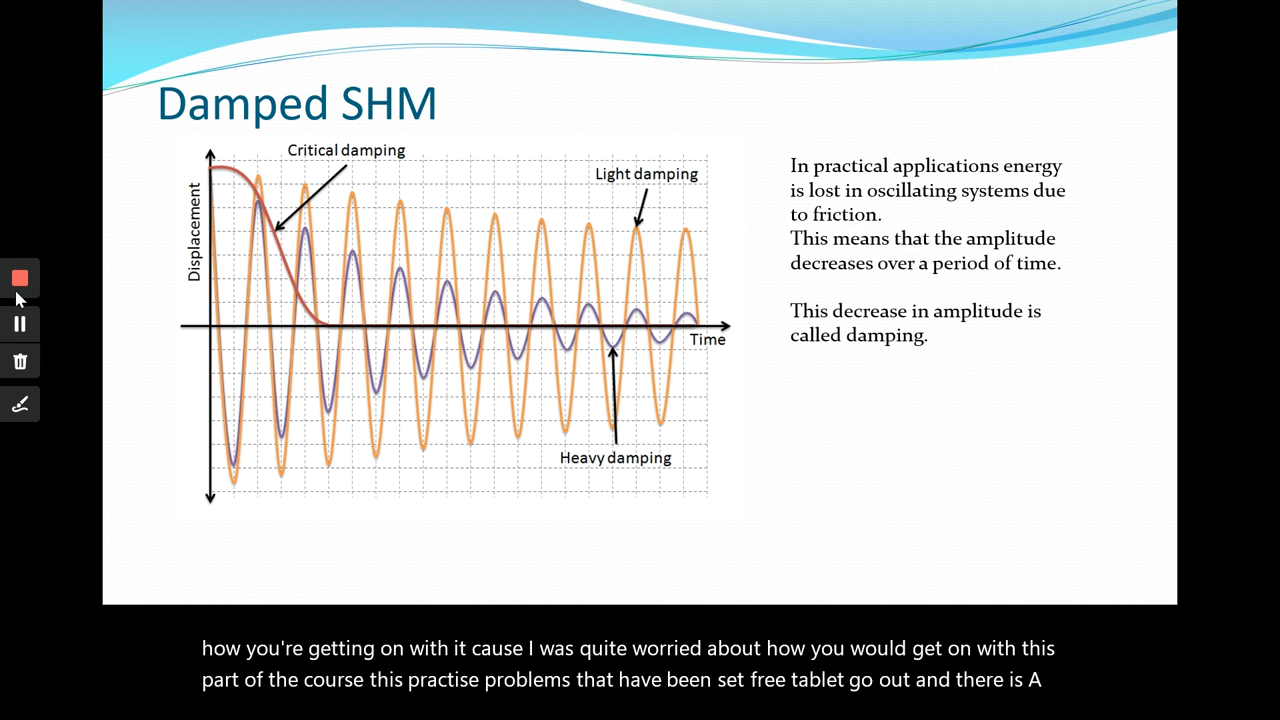 Damped SHM
Critical damping
Light damping
Displacement
Time
Heavy damping
In practical applications energy
is lost in oscillating systems due
to friction.
This means that the amplitude
decreases over a period of time.
This decrease in amplitude is
called damping.
how you're getting on with it cause I was quite worried about how you would get on with this
part of the course this practise problems that have been set free tablet go out and there is A